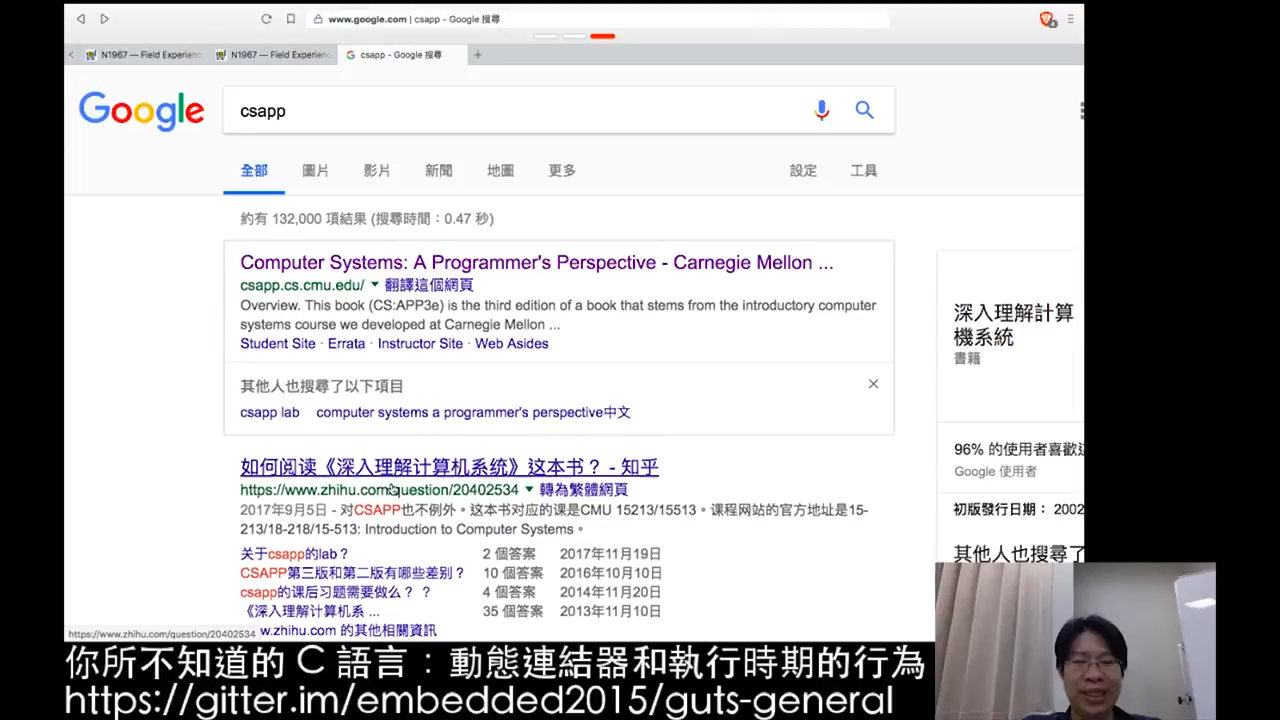 www.google.com | csapp - Google 搜尋
N1967 — Field Experienc
N1967 — Field Experienc
csapp - Google 搜尋
Google
csapp
全部 圖片 影片 新聞 地圖 更多 設定 工具
約有 132,000 項結果 (搜尋時間：0.47 秒)
Computer Systems: A Programmer's Perspective - Carnegie Mellon ...
csapp.cs.cmu.edu/ 翻譯這個網頁
Overview. This book (CS:APP3e) is the third edition of a book that stems from the introductory computer
systems course we developed at Carnegie Mellon ...
Student Site · Errata · Instructor Site · Web Asides
其他人也搜尋了以下項目
csapp lab computer systems a programmer's perspective中文
如何阅读《深入理解计算机系统》这本书？ - 知乎
https://www.zhihu.com/question/20402534 轉為繁體網頁
2017年9月5日 - 对CSAPP也不例外。这本书对应的课是CMU 15213/15513。课程网站的官方地址是15-
213/18-218/15-513: Introduction to Computer Systems。
关于csapp的lab？ 2 個答案 2017年11月19日
CSAPP第三版和第二版有哪些差别？ 10 個答案 2016年10月10日
csapp的课后习题需要做么？ ？ 4 個答案 2014年11月20日
《深入理解计算机系 ... 35 個答案 2013年11月10日
w.zhihu.com 的其他相關資訊
https://www.zhihu.com/question/20402534
深入理解計算
機系統
書籍
96% 的使用者喜歡這
Google 使用者
初版發行日期： 2002
其他人也搜尋了
你所不知道的 C 語言：動態連結器和執行時期的行為
https://gitter.im/embedded2015/guts-general